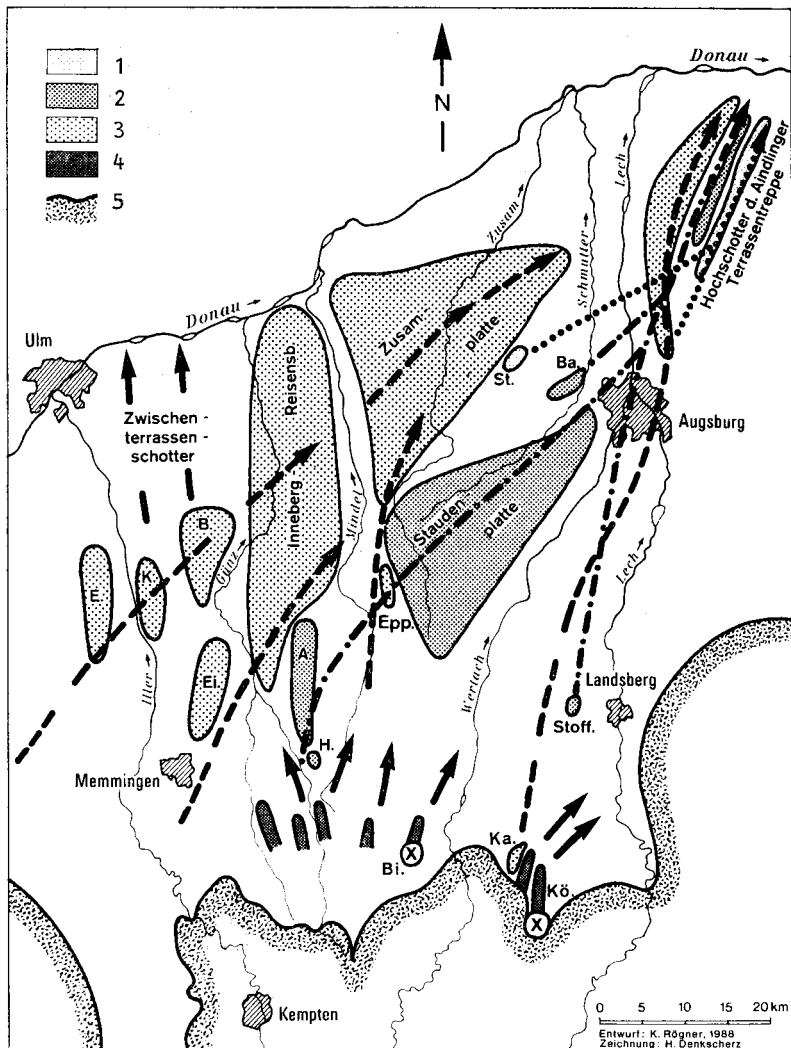 1
2
3
4
5
N
Donau
Lech
Zusam
Schmutter
Hochschotter d. Aindlinger
Terrassentreppe
Donau
Ulm
Zusam-
platte
St.
Ba.
Augsburg
Reisensb.
Inneberg
Zwischen-
terrassen-
schotter
Mindel
Stauden
platte
Günz
B.
E.
K.
Lech
Epp.
A.
Ei.
Iller
Wertach
Landsberg
Stoff.
H.
Memmingen
Ka.
X
Bi.
Kö.
X
Kempten
0 5 10 15 20 km
Entwurf: K. Rögner, 1988
Zeichnung: H. Denkscherz